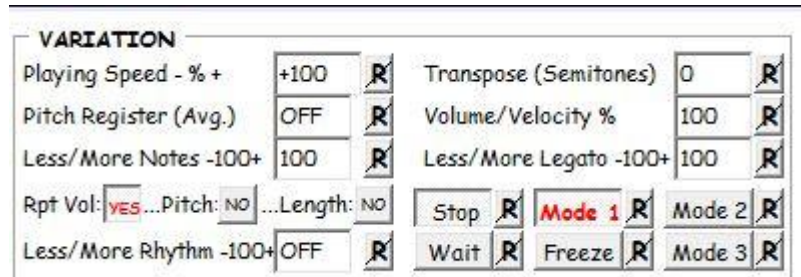 VARIATION
Playing Speed - % + +100 R Transpose (Semitones) 0 R
Pitch Register (Avg.) OFF R Volume/Velocity % 100 R
Less/More Notes -100+ 100 R Less/More Legato -100+ 100 R
Rpt Vol: YES ...Pitch: NO ...Length: NO Stop R Mode 1 R Mode 2 R
Less/More Rhythm -100+ OFF R Wait R Freeze R Mode 3 R